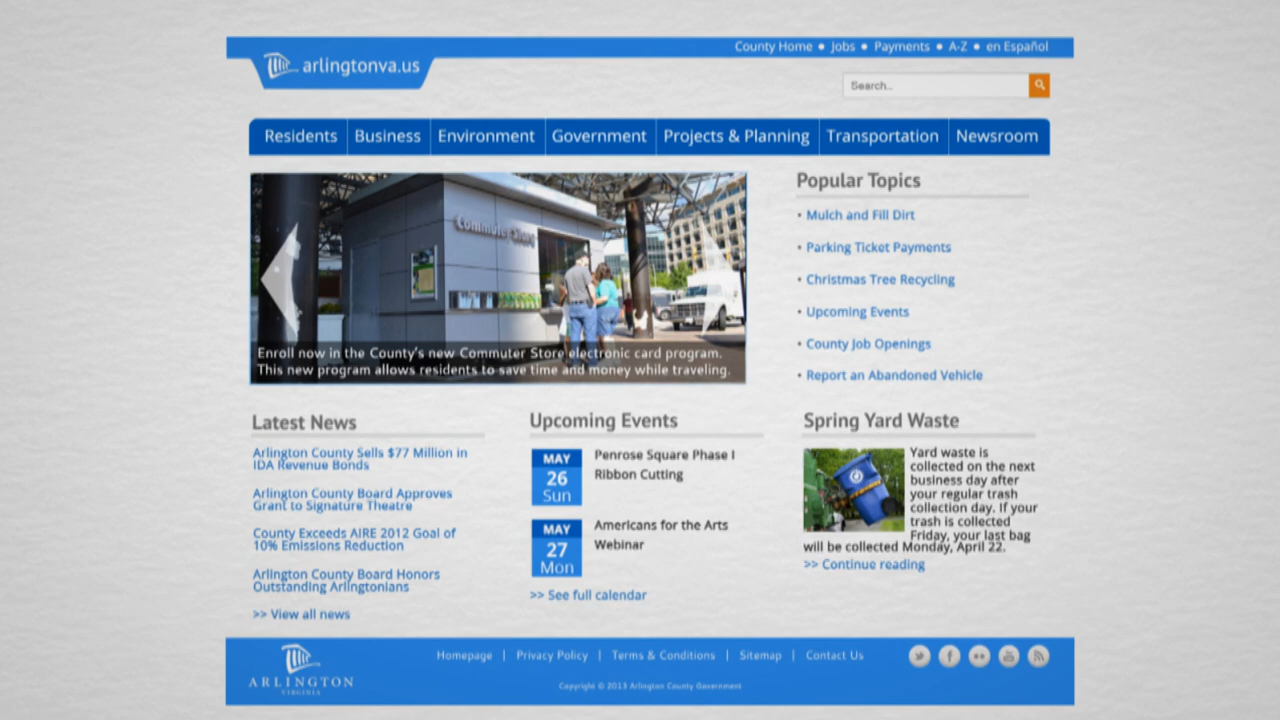 County Home • Jobs • Payments • A-Z • en Español
arlingtonva.us
Search...
Residents Business Environment Government Projects & Planning Transportation Newsroom
Commuter Store
Enroll now in the County's new Commuter Store electronic card program.
This new program allows residents to save time and money while traveling.
Popular Topics
• Mulch and Fill Dirt
• Parking Ticket Payments
• Christmas Tree Recycling
• Upcoming Events
• County Job Openings
• Report an Abandoned Vehicle
Latest News
Arlington County Sells $77 Million in
IDA Revenue Bonds
Arlington County Board Approves
Grant to Signature Theatre
County Exceeds AIRE 2012 Goal of
10% Emissions Reduction
Arlington County Board Honors
Outstanding Arlingtonians
>> View all news
Upcoming Events
MAY
26
Sun
Penrose Square Phase I
Ribbon Cutting
MAY
27
Mon
Americans for the Arts
Webinar
>> See full calendar
Spring Yard Waste
Yard waste is
collected on the next
business day after
your regular trash
collection day. If your
trash is collected
Friday, your last bag
will be collected Monday, April 22.
>> Continue reading
ARLINGTON
VIRGINIA
Homepage | Privacy Policy | Terms & Conditions | Sitemap | Contact Us
Copyright © 2013 Arlington County Government